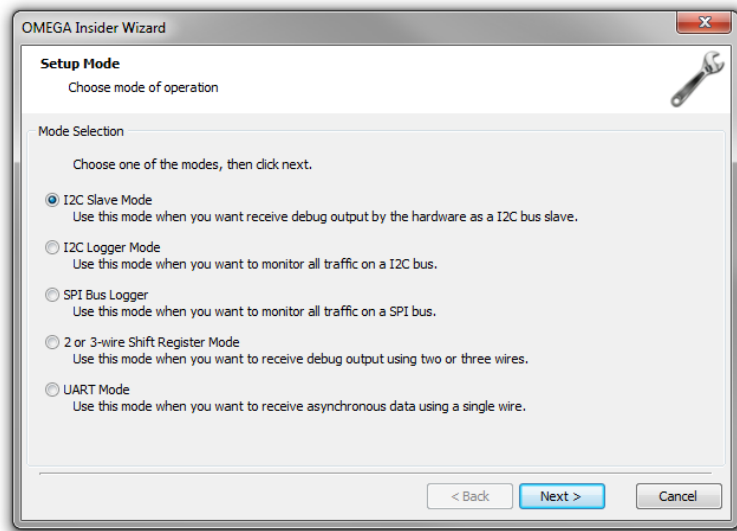 OMEGA Insider Wizard
Setup Mode
Choose mode of operation
Mode Selection
Choose one of the modes, then click next.
I2C Slave Mode
Use this mode when you want receive debug output by the hardware as a I2C bus slave.
I2C Logger Mode
Use this mode when you want to monitor all traffic on a I2C bus.
SPI Bus Logger
Use this mode when you want to monitor all traffic on a SPI bus.
2 or 3-wire Shift Register Mode
Use this mode when you want to receive debug output using two or three wires.
UART Mode
Use this mode when you want to receive asynchronous data using a single wire.
< Back Next > Cancel